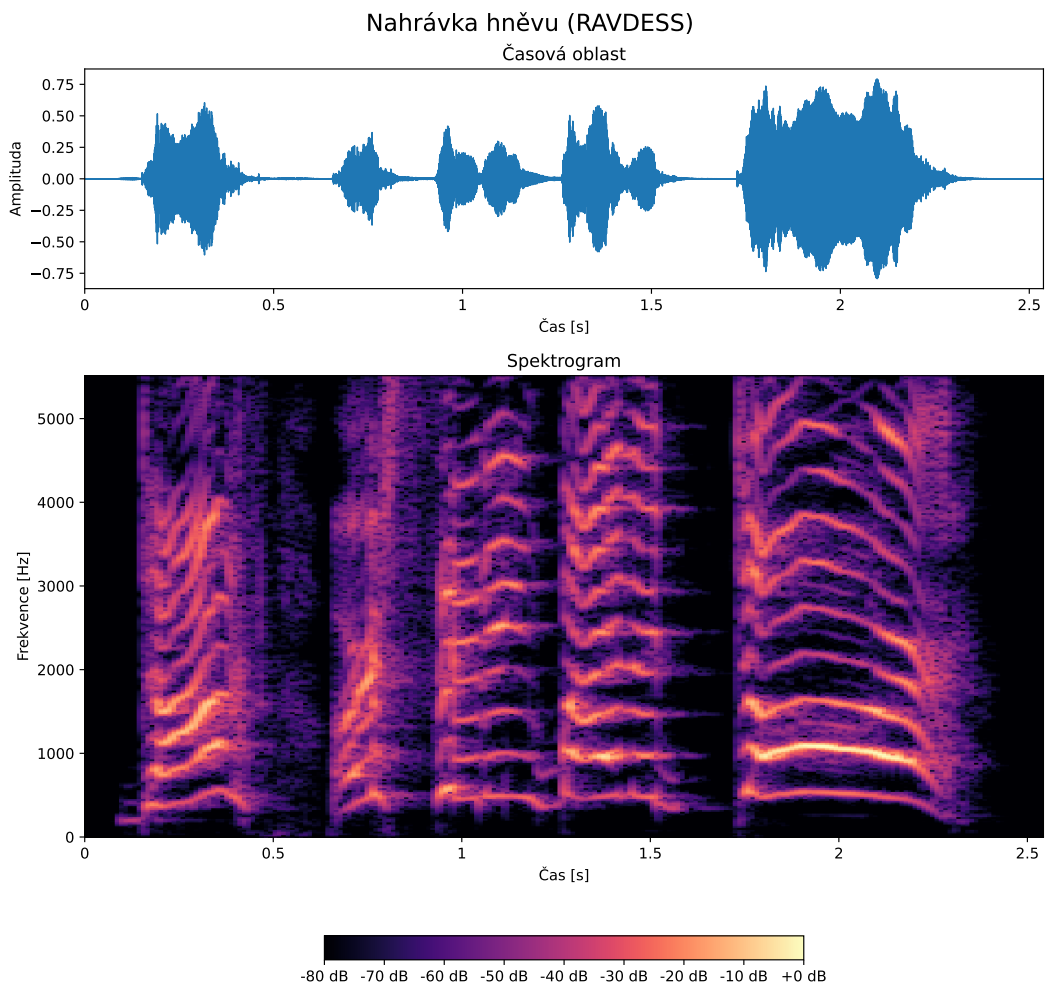 Nahrávka hněvu (RAVDESS)
Časová oblast
Amplituda
0.75
0.50
0.25
0.00
−0.25
−0.50
−0.75
0 0.5 1 1.5 2 2.5
Čas [s]
Spektrogram
Frekvence [Hz]
5000
4000
3000
2000
1000
0
0 0.5 1 1.5 2 2.5
Čas [s]
-80 dB -70 dB -60 dB -50 dB -40 dB -30 dB -20 dB -10 dB +0 dB